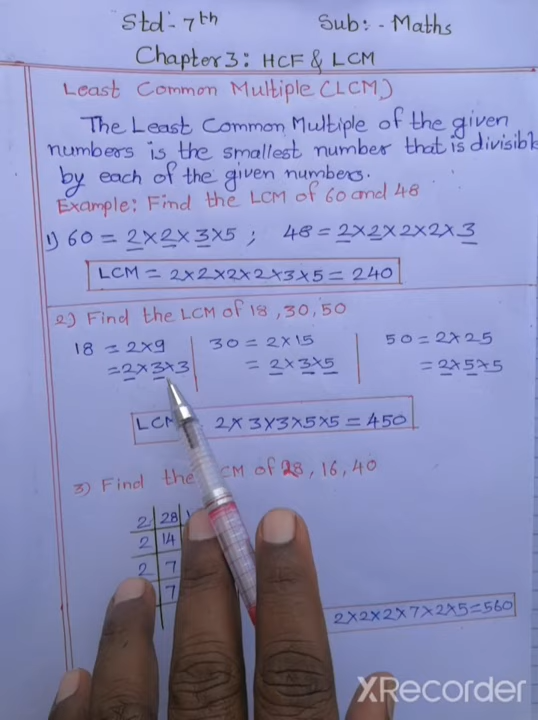 Std:- 7th Sub:- Maths
Chapter 3: HCF & LCM
Least Common Multiple (LCM)
The Least Common Multiple of the given
numbers is the smallest number that is divisibl
by each of the given numbers.
Example: Find the LCM of 60 and 48
1) 60 = 2×2×3×5 ; 48 = 2×2×2×2×3
LCM = 2×2×2×2×3×5 = 240
2) Find the LCM of 18, 30, 50
18 = 2×9 30 = 2×15 50 = 2×25
= 2×3×3 = 2×3×5 = 2×5×5
LCM 2×3×3×5×5 = 450
3) Find the CM of 28, 16, 40
2 28
2 14
2 7
7
2×2×2×7×2×5=560
XRecorder